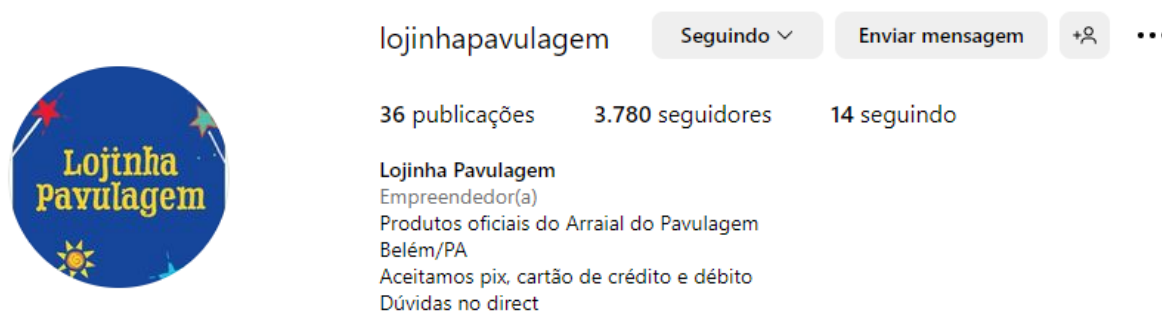 lojinhapavulagem Seguindo Enviar mensagem
36 publicações 3.780 seguidores 14 seguindo
Lojinha
Pavulagem
Lojinha Pavulagem
Empreendedor(a)
Produtos oficiais do Arraial do Pavulagem
Belém/PA
Aceitamos pix, cartão de crédito e débito
Dúvidas no direct